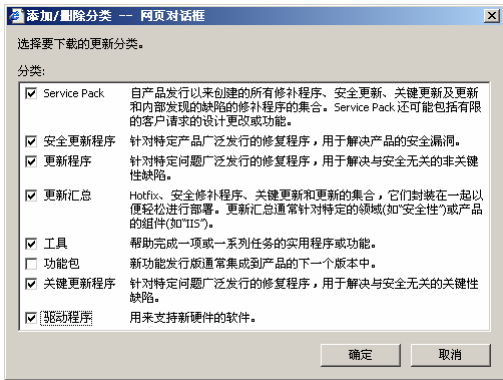 添加/删除分类 -- 网页对话框
选择要下载的更新分类。
分类:
Service Pack 自产品发行以来创建的所有修补程序、安全更新、关键更新及更新
和内部发现的缺陷的修补程序的集合。Service Pack 还可能包括有限
的客户请求的设计更改或功能。
安全更新程序 针对特定产品广泛发行的修复程序，用于解决产品的安全漏洞。
更新程序 针对特定问题广泛发行的修复程序，用于解决与安全无关的非关键
性缺陷。
更新汇总 Hotfix、安全修补程序、关键更新和更新的集合，它们封装在一起以
便轻松进行部署。更新汇总通常针对特定的领域(如"安全性")或产品
的组件(如"IIS")。
工具 帮助完成一项或一系列任务的实用程序或功能。
功能包 新功能发行版通常集成到产品的下一个版本中。
关键更新程序 针对特定问题广泛发行的修复程序，用于解决与安全无关的关键性
缺陷。
驱动程序 用来支持新硬件的软件。
确定 取消